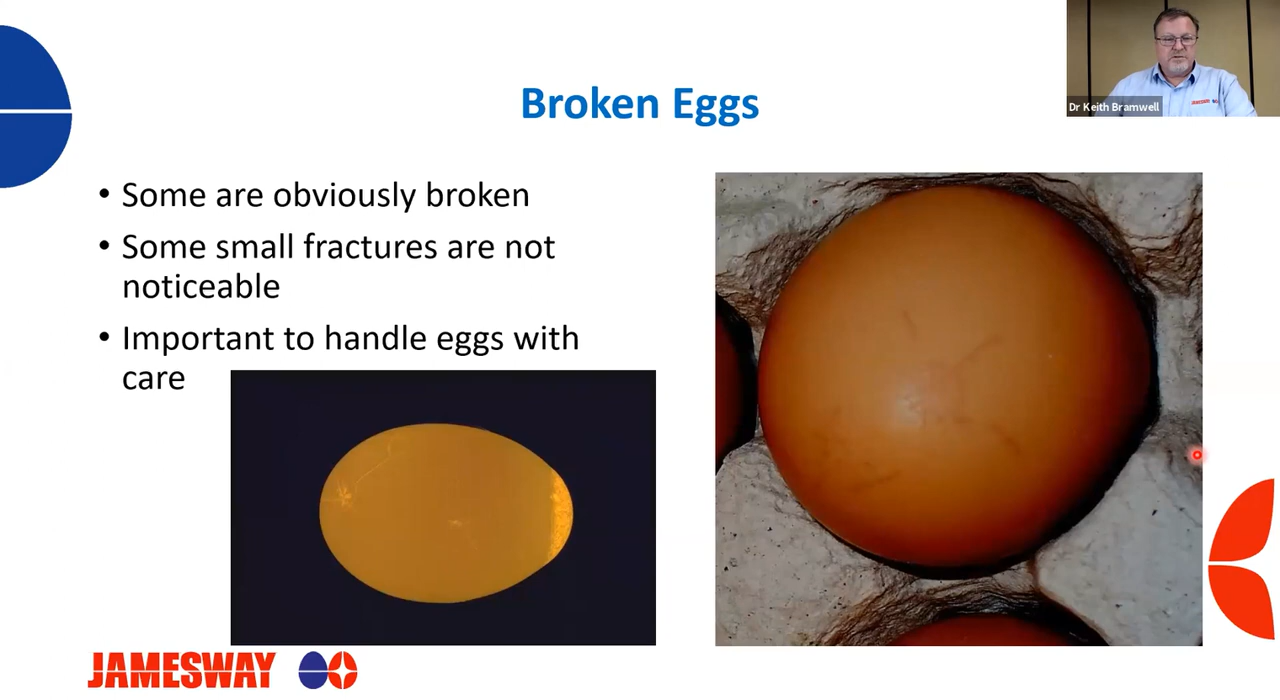 Dr Keith Bramwell
Broken Eggs
• Some are obviously broken
• Some small fractures are not
noticeable
• Important to handle eggs with
care
JAMESWAY